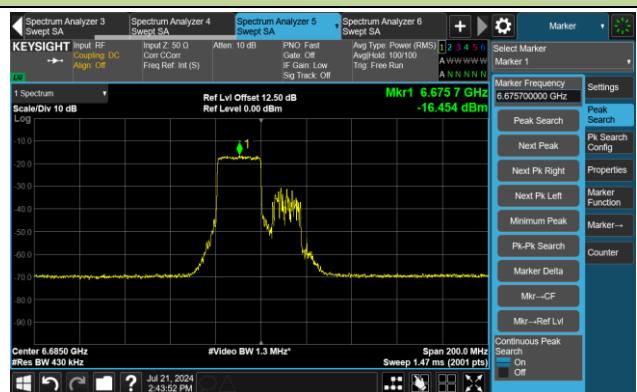 Spectrum Analyzer 3
Swept SA
Spectrum Analyzer 4
Swept SA
Spectrum Analyzer 5
Swept SA
Spectrum Analyzer 6
Swept SA
+
Marker
KEYSIGHT
Input: RF
Coupling: DC
Align: Off
Input Z: 50 Ω
Corr CCorr
Freq Ref: Int (S)
Atten: 10 dB
PNO: Fast
Gate: Off
IF Gain: Low
Sig Track: Off
Avg Type: Power (RMS)
Avg|Hold: 100/100
Trig: Free Run
1 2 3 4 5 6
A W W W W W
A N N N N N
Select Marker
Marker 1
1 Spectrum
Scale/Div 10 dB
Log
Ref Lvl Offset 12.50 dB
Ref Level 0.00 dBm
Mkr1 6.675 7 GHz
-16.454 dBm
-10.0
-20.0
-30.0
-40.0
-50.0
-60.0
-70.0
-80.0
-90.0
1
Center 6.6850 GHz
#Res BW 430 kHz
#Video BW 1.3 MHz*
Span 200.0 MHz
Sweep 1.47 ms (2001 pts)
Marker Frequency
6.675700000 GHz
Peak Search
Next Peak
Next Pk Right
Next Pk Left
Minimum Peak
Pk-Pk Search
Marker Delta
Mkr→CF
Mkr→Ref Lvl
Continuous Peak
Search
On
Off
Settings
Peak
Search
Pk Search
Config
Properties
Marker
Function
Marker→
Counter
?
Jul 21, 2024
2:43:52 PM